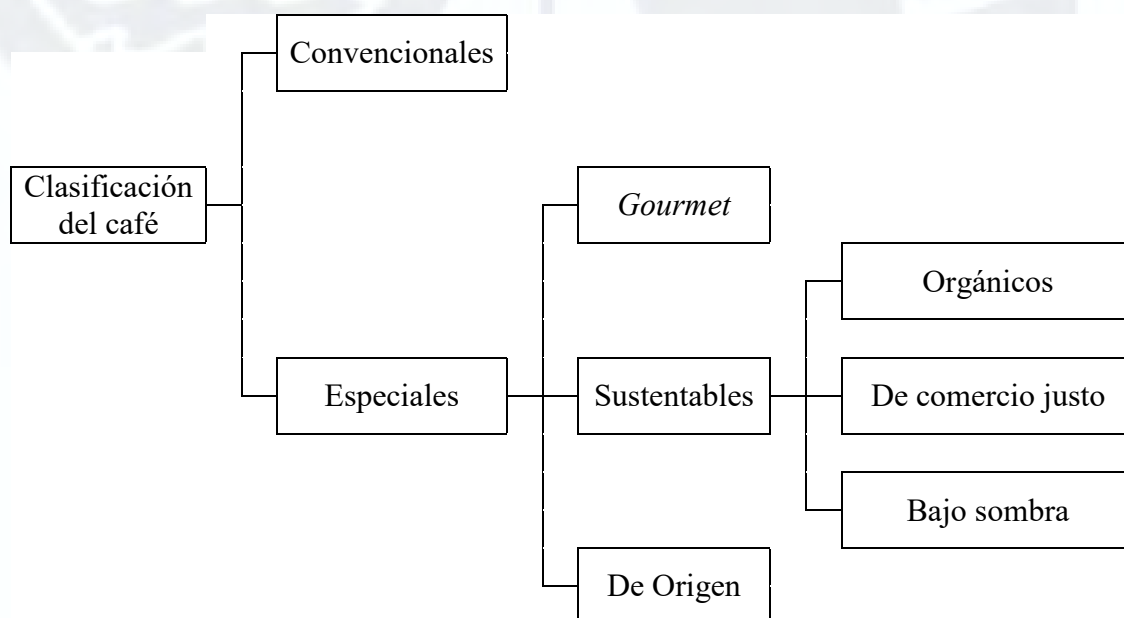 Convencionales
Clasificación
del café
Gourmet
Orgánicos
Especiales
Sustentables
De comercio justo
Bajo sombra
De Origen